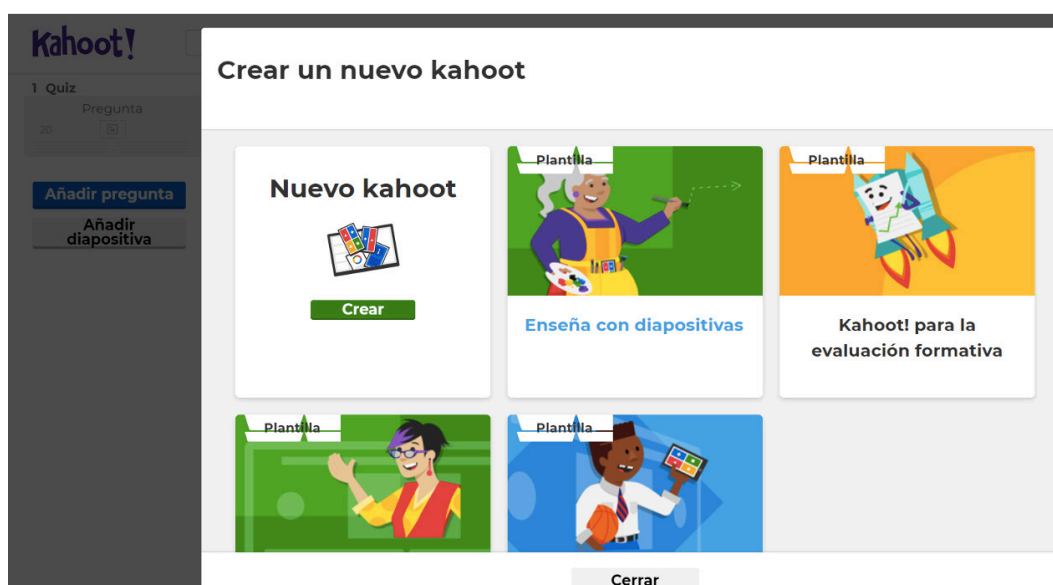 Kahoot!
Crear un nuevo kahoot
1 Quiz
Pregunta
20
Añadir pregunta
Añadir
diapositiva
Nuevo kahoot
Crear
Plantilla
Enseña con diapositivas
Plantilla
Kahoot! para la
evaluación formativa
Plantilla
Plantilla
Cerrar